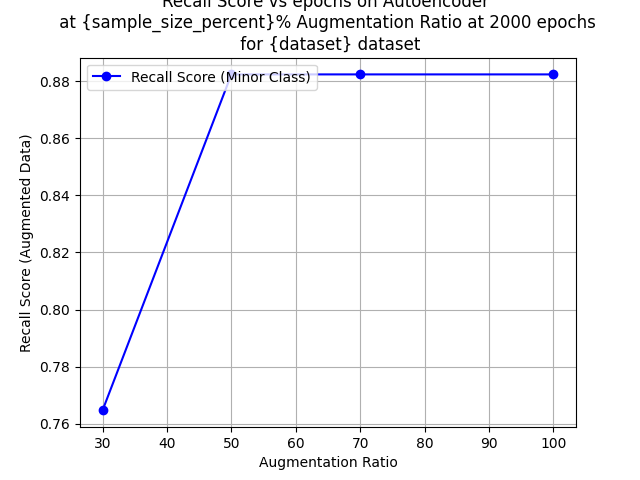 Recall Score vs epochs on Autoencoder
at {sample_size_percent}% Augmentation Ratio at 2000 epochs
for {dataset} dataset
Recall Score (Minor Class)
Recall Score (Augmented Data)
0.88
0.86
0.84
0.82
0.80
0.78
0.76
30 40 50 60 70 80 90 100
Augmentation Ratio